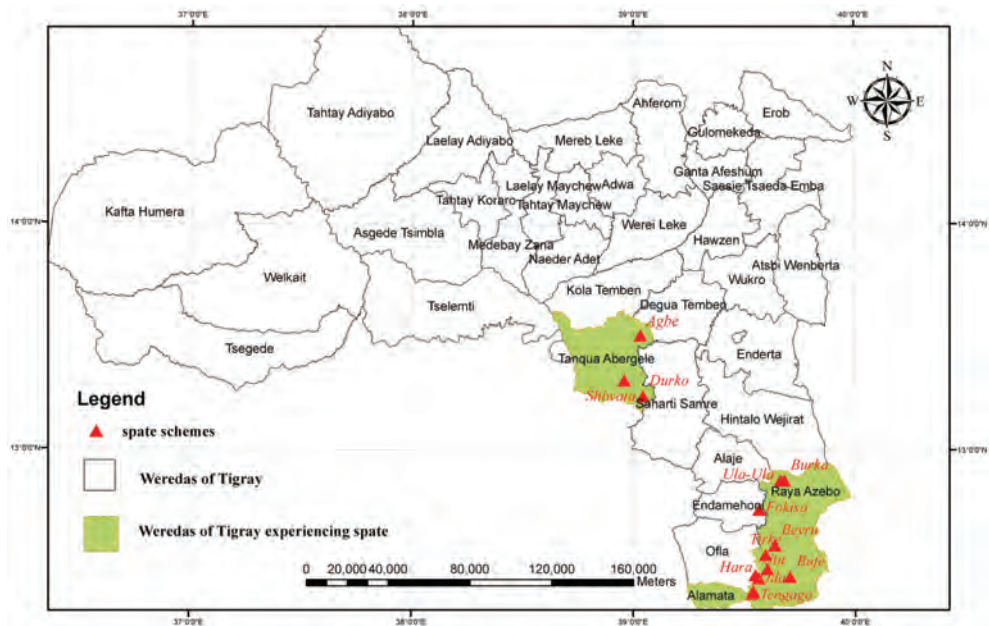 37°0'0"E
38°0'0"E
39°0'0"E
40°0'0"E
N
W
E
S
Tahtay Adiyabo
Ahferom
Erob
Gulomekeda
Laelay Adiyabo
Mereb Leke
Ganta Afeshum
Saesie Tsaeda Emba
Laelay Maychew
Adwa
Tahtay Koraro
Tahtay Maychew
Kafta Humera
14°0'0"N
14°0'0"N
Asgede Tsimbla
Werei Leke
Medebay Zana
Hawzen
Naeder Adet
Atsbi Wenberta
Welkait
Wukro
Kola Temben
Tselemti
Degua Temben
Agbe
Tsegede
Tanqua Abergele
Enderta
Durko
Saharti Samre
Hintalo Wejirat
Legend
spate schemes
Weredas of Tigray
Weredas of Tigray experiencing spate
13°0'0"N
13°0'0"N
Alaje
Ula-Ula
Burka
Raya Azebo
Endamehoni
Fokisa
Beyru
Tirke
Ofla
Hara
Bufe
Alamata
Tengago
0 20,000 40,000 80,000 120,000 160,000
Meters
37°0'0"E
38°0'0"E
39°0'0"E
40°0'0"E